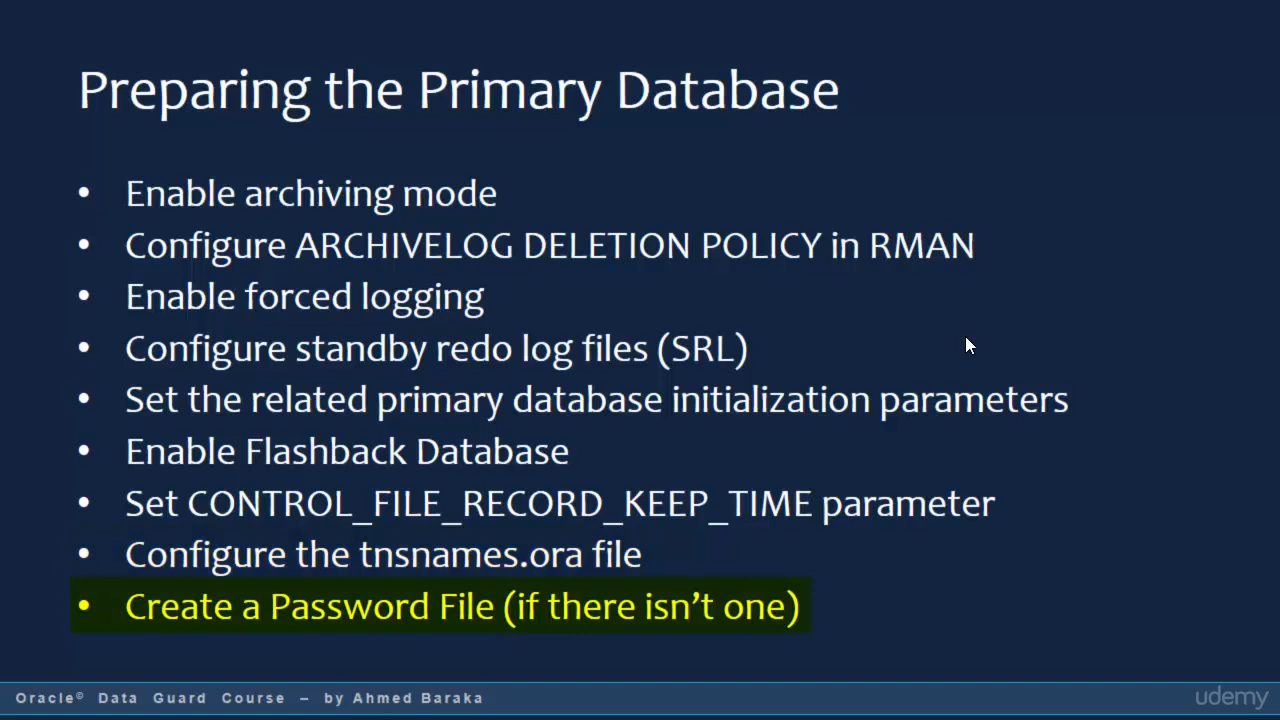 Preparing the Primary Database
• Enable archiving mode
• Configure ARCHIVELOG DELETION POLICY in RMAN
• Enable forced logging
• Configure standby redo log files (SRL)
• Set the related primary database initialization parameters
• Enable Flashback Database
• Set CONTROL_FILE_RECORD_KEEP_TIME parameter
• Configure the tnsnames.ora file
• Create a Password File (if there isn’t one)
Oracle© Data Guard Course – by Ahmed Baraka
udemy